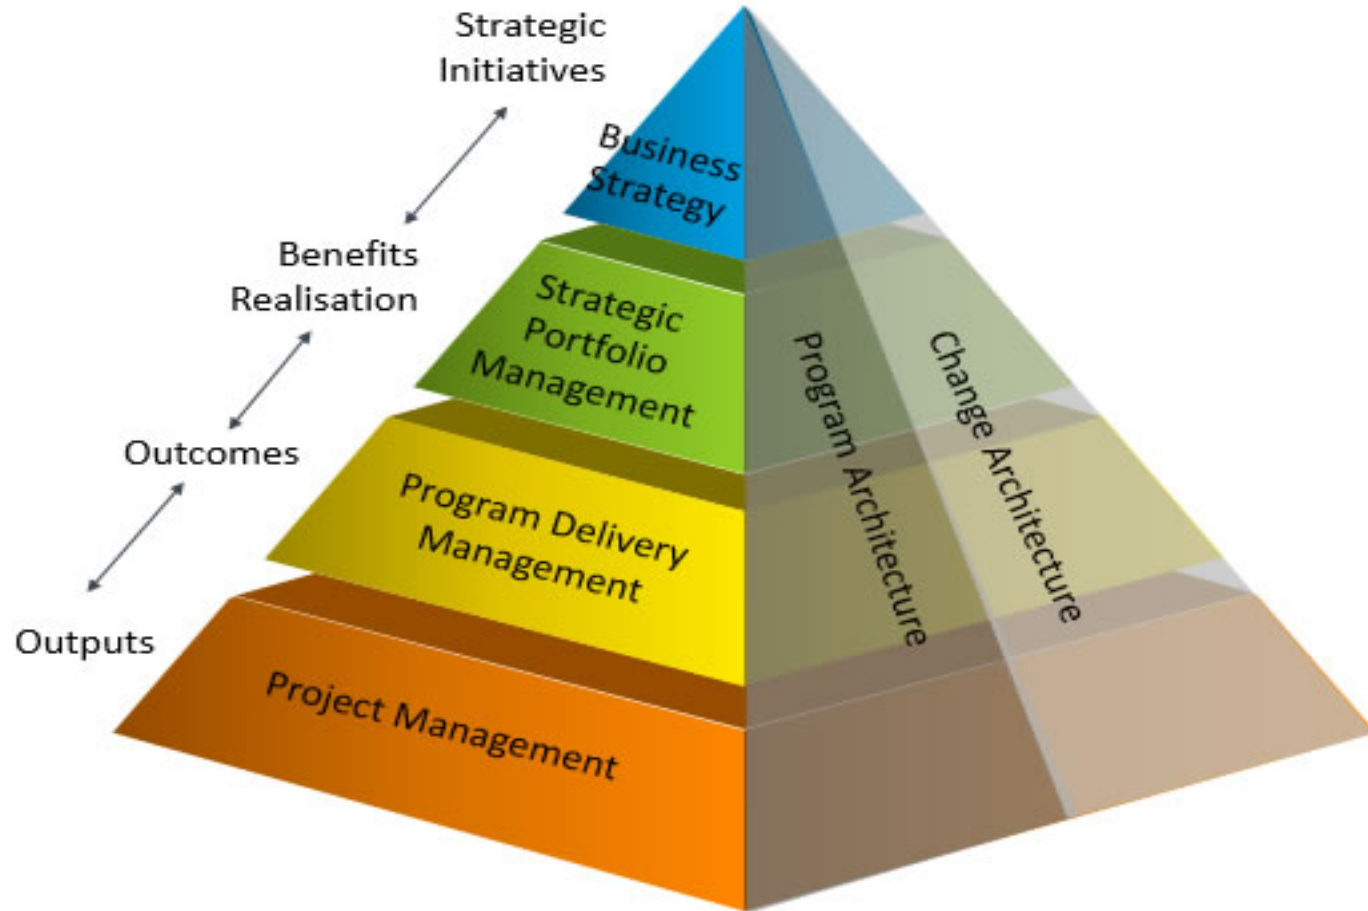 Strategic
Initiatives
Business
Strategy
Benefits
Realisation
Strategic
Portfolio
Management
Program Architecture
Change Architecture
Outcomes
Program Delivery
Management
Outputs
Project Management